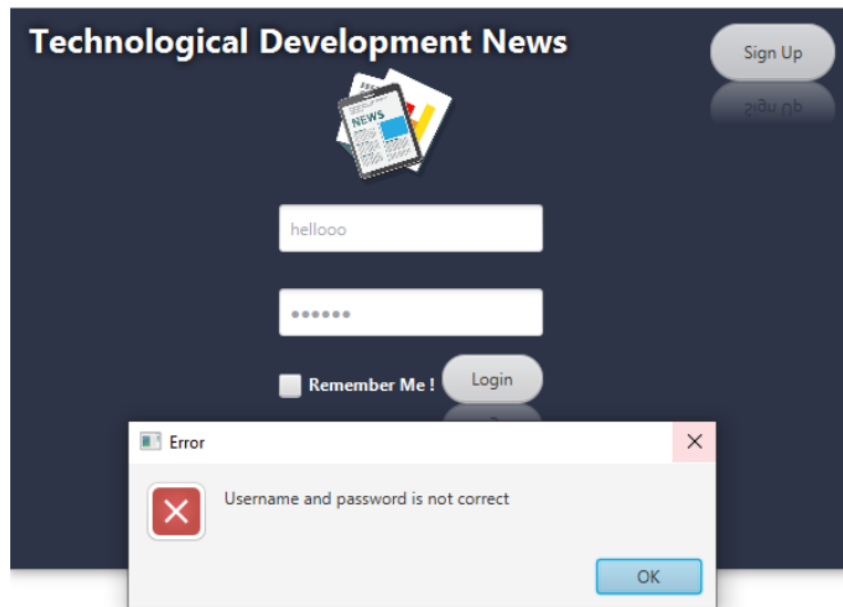 Technological Development News
Sign Up
NEWS
hellooo
••••••
Remember Me !
Login
Error
Username and password is not correct
OK